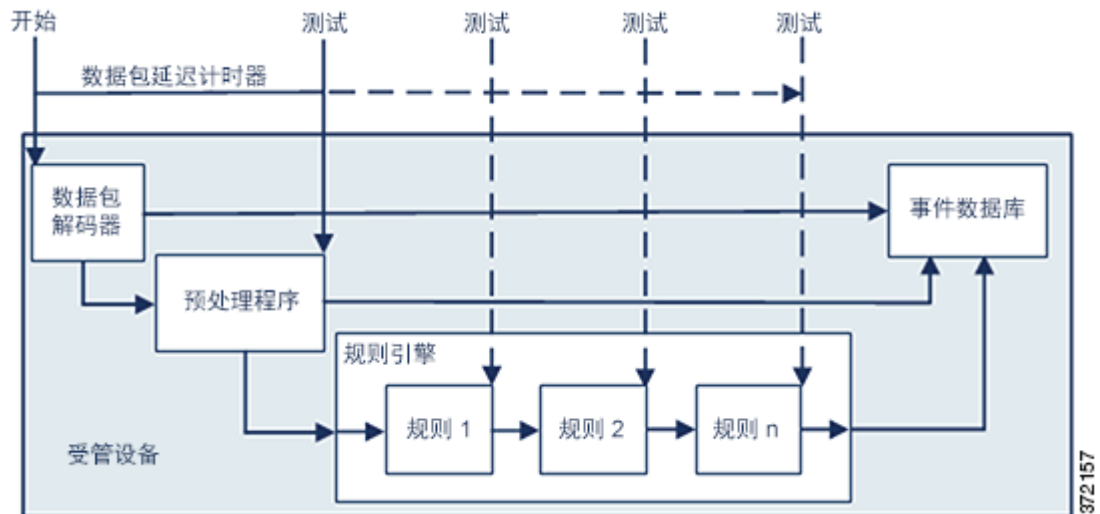 开始
测试
测试
测试
测试
数据包延迟计时器
数据包
解码器
事件数据库
预处理程序
规则引擎
规则 1
规则 2
规则 n
受管设备
372157